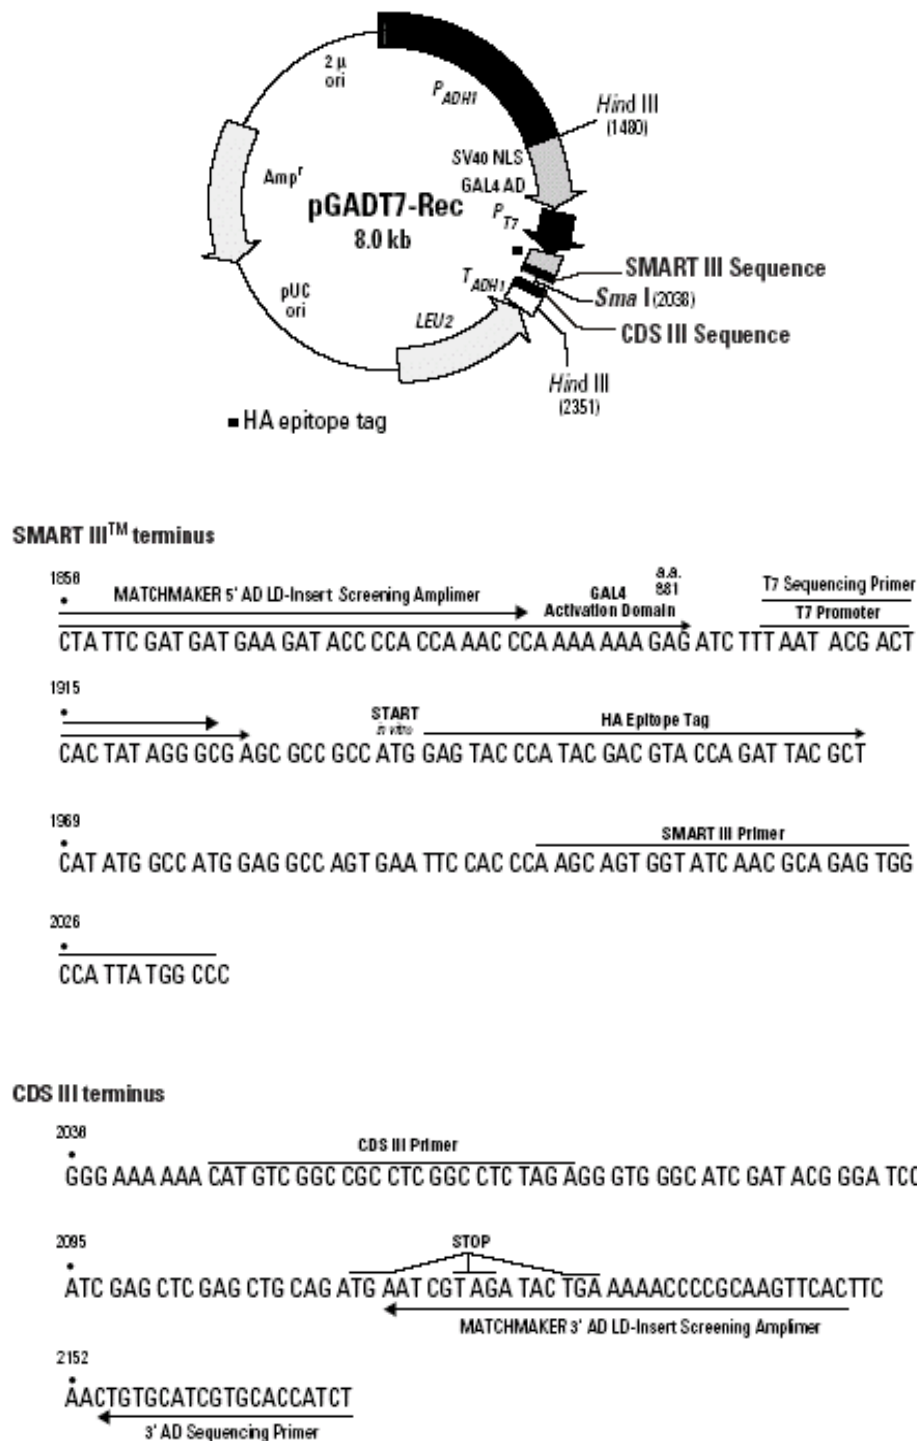 2 µ
ori
P ADH1
Hind III
(1480)
SV40 NLS
Amp r
GAL4 AD
pGADT7-Rec
P T7
8.0 kb
SMART III Sequence
T ADH1
Sma I (2038)
pUC
ori
CDS III Sequence
LEU2
Hind III
(2351)
HA epitope tag
SMART III™ terminus
1858
MATCHMAKER 5' AD LD-Insert Screening Amplimer
GAL4
Activation Domain
a.a.
881
T7 Sequencing Primer
T7 Promoter
CTA TTC GAT GAT GAA GAT ACC CCA CCA AAC CCA AAA AAA GAG ATC TTT AAT ACG ACT
1915
START
in vitro
HA Epitope Tag
CAC TAT AGG GCG AGC GCC GCC ATG GAG TAC CCA TAC GAC GTA CCA GAT TAC GCT
1969
SMART III Primer
CAT ATG GCC ATG GAG GCC AGT GAA TTC CAC CCA AGC AGT GGT ATC AAC GCA GAG TGG
2026
CCA TTA TGG CCC
CDS III terminus
2038
CDS III Primer
GGG AAA AAA CAT GTC GGC CGC CTC GGC CTC TAG AGG GTG GGC ATC GAT ACG GGA TCC
2095
STOP
ATC GAG CTC GAG CTG CAG ATG AAT CGTAGATACTGA AAAACCCCGCAAGTTCACTTC
MATCHMAKER 3' AD LD-Insert Screening Amplimer
2152
AACTGTGCATCGTGCACCATCT
3' AD Sequencing Primer